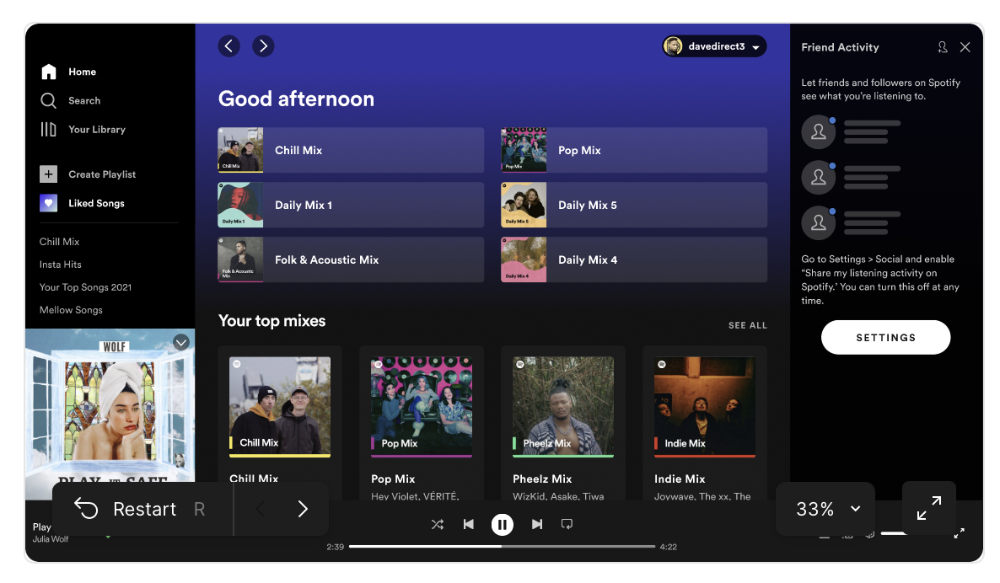 Home
Search
Your Library
Create Playlist
Liked Songs
Chill Mix
Insta Hits
Your Top Songs 2021
Mellow Songs
WOLF
PLAY IT SAFE
davedirect3
Good afternoon
Chill Mix
Chill Mix
Pop Mix
Pop Mix
Daily Mix 1
Daily Mix 1
Daily Mix 5
Daily Mix 5
Folk & Acoustic Mix
Folk & Acoustic
Mix
Daily Mix 4
Daily Mix 4
Your top mixes
SEE ALL
Chill Mix
Chill Mix
Pop Mix
Pop Mix
Hey Violet, VÉRITÉ,
Pheelz Mix
Pheelz Mix
WizKid, Asake, Tiwa
Indie Mix
Indie Mix
Joywave, The xx, The
Friend Activity
Let friends and followers on Spotify
see what you're listening to.
Go to Settings > Social and enable
“Share my listening activity on
Spotify.’ You can turn this off at any
time.
SETTINGS
Restart R
33%
Play
Julia Wolf
2:39
4:22